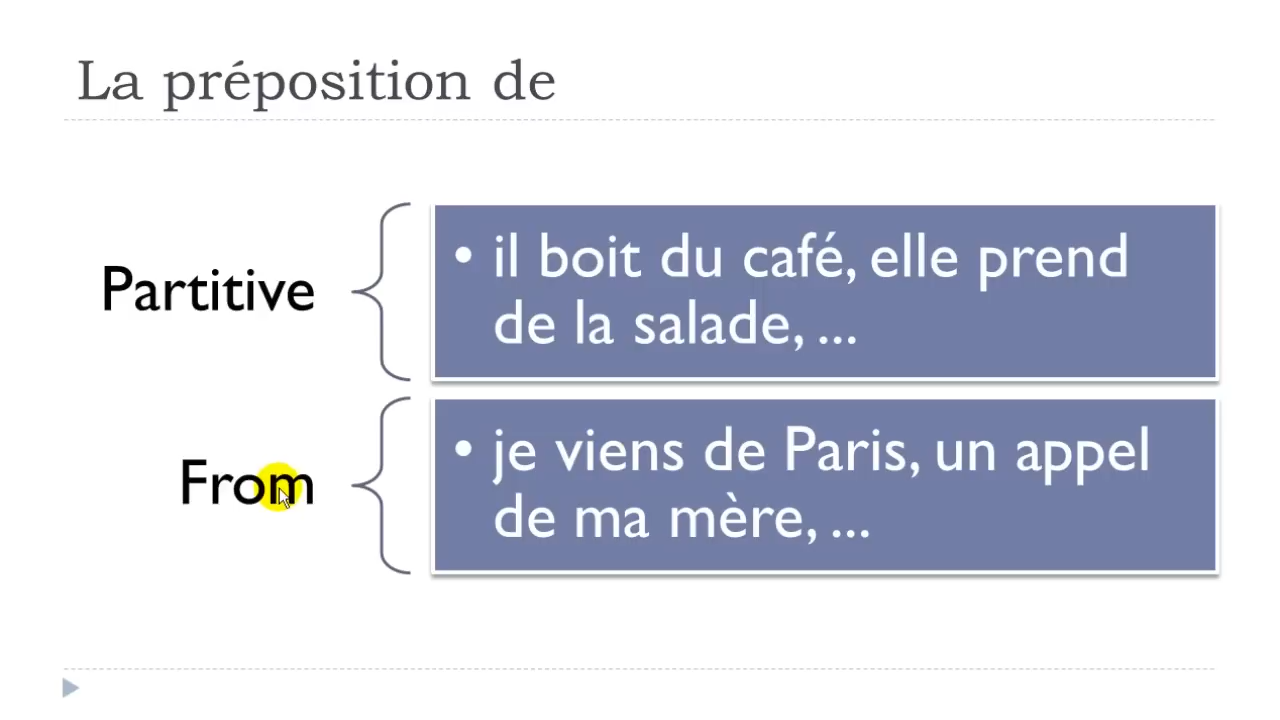 La préposition de
Partitive
• il boit du café, elle prend
de la salade, ...
From
• je viens de Paris, un appel
de ma mère, ...